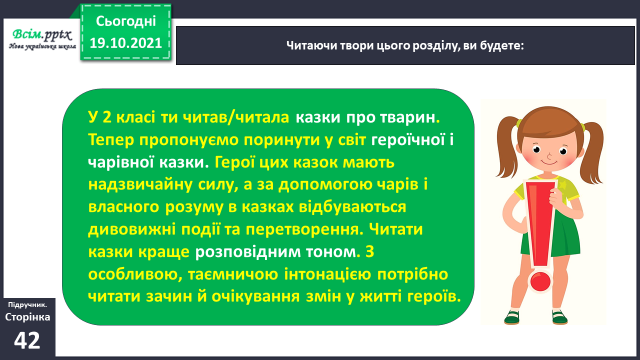 Всім.pptx
Нова українська школа
Сьогодні
19.10.2021
Читаючи твори цього розділу, ви будете:
У 2 класі ти читав/читала казки про тварин.
Тепер пропонуємо поринути у світ героїчної і
чарівної казки. Герої цих казок мають
надзвичайну силу, а за допомогою чарів і
власного розуму в казках відбуваються
дивовижні події та перетворення. Читати
казки краще розповідним тоном. З
особливою, таємничою інтонацією потрібно
читати зачин й очікування змін у житті героїв.
Підручник.
Сторінка
42